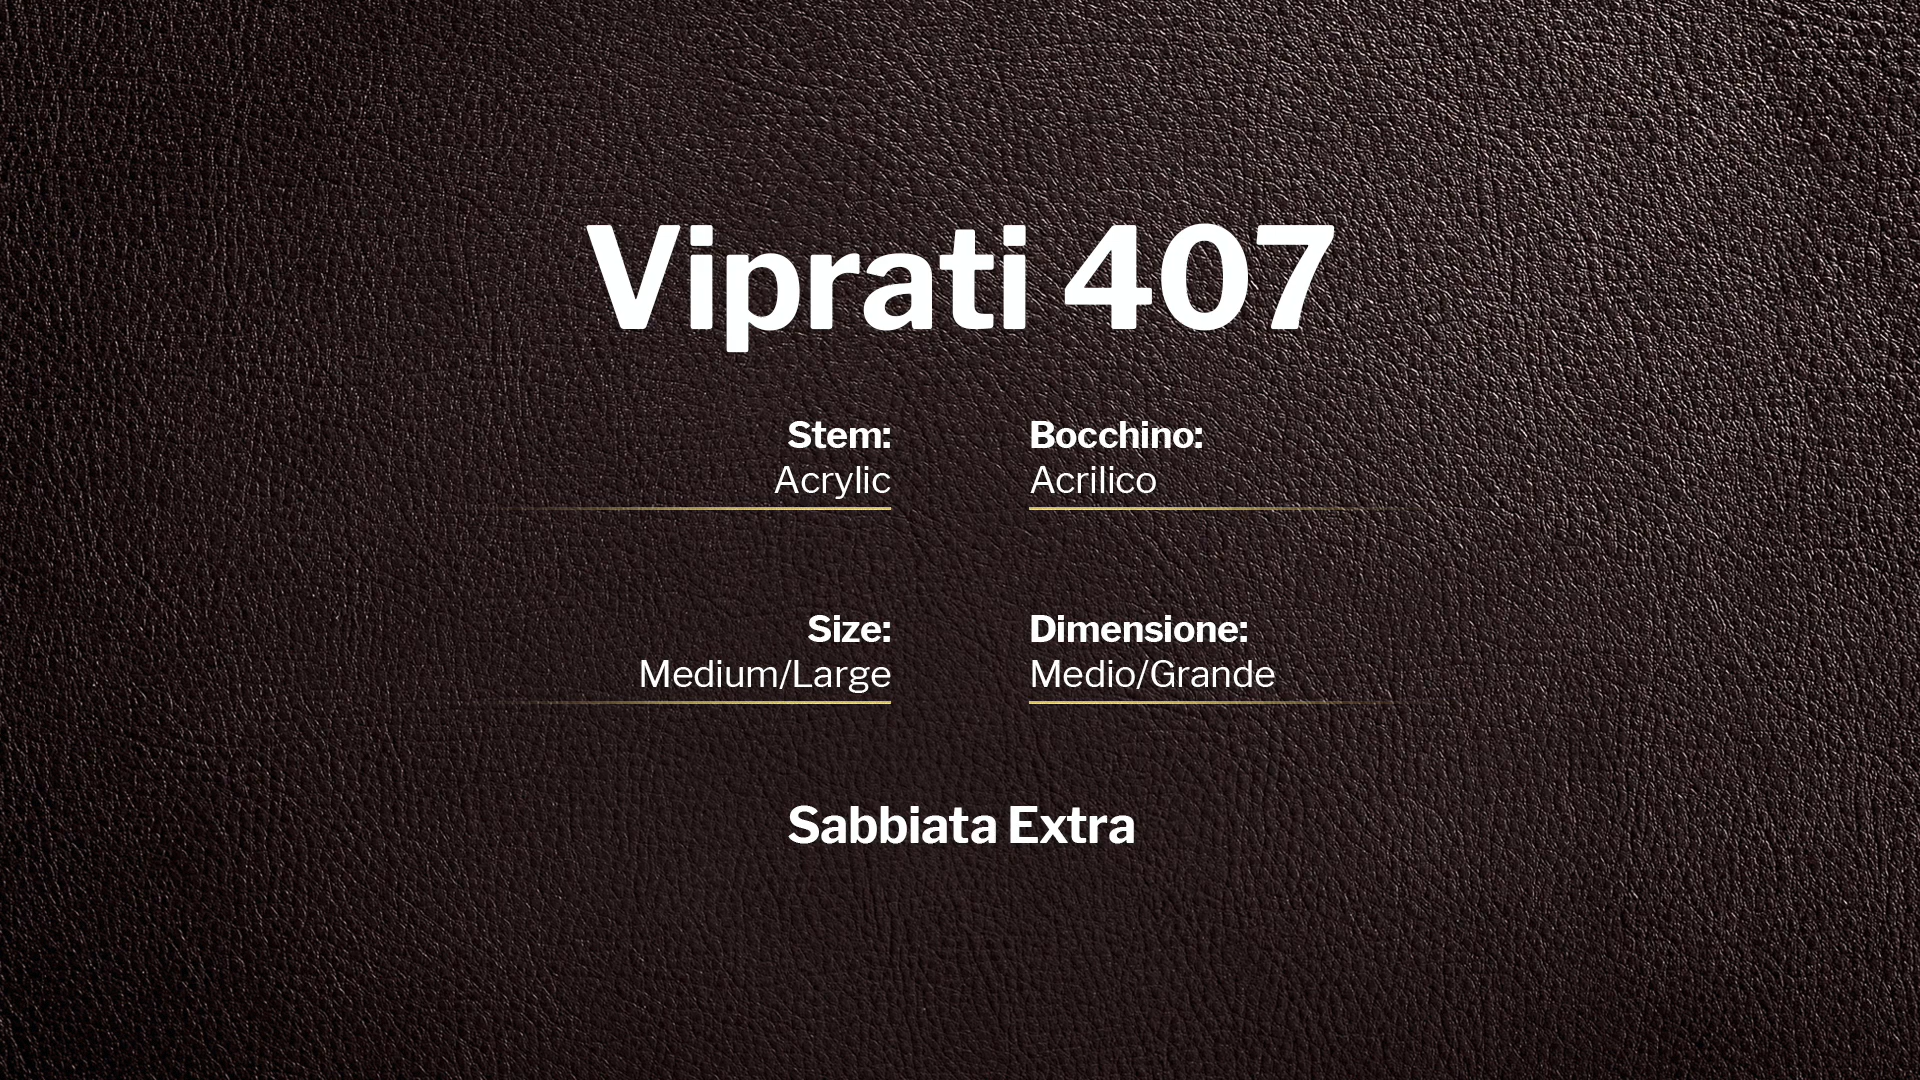 Viprati 407
Stem:
Acrylic
Bocchino:
Acrilico
Size:
Medium/Large
Dimensione:
Medio/Grande
Sabbiata Extra